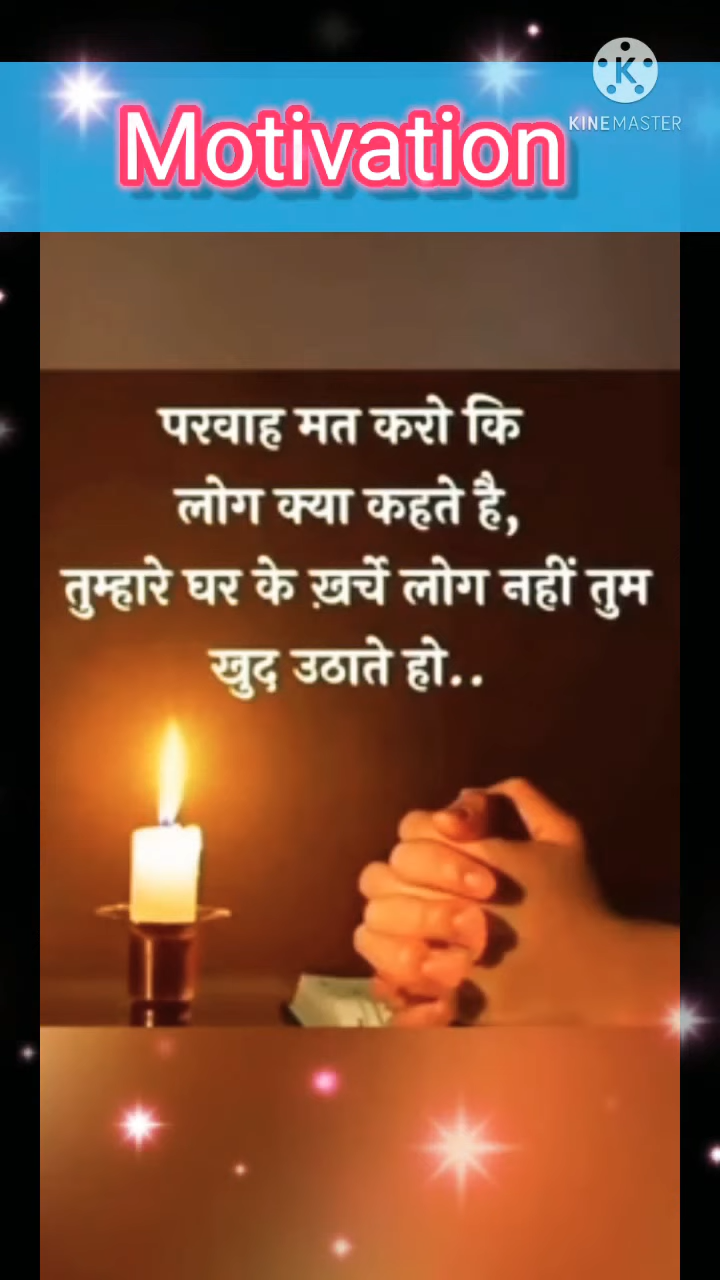 Motivation
KINEMASTER
परवाह मत करो कि
लोग क्या कहते है,
तुम्हारे घर के ख़र्चे लोग नहीं तुम
खुद उठाते हो..